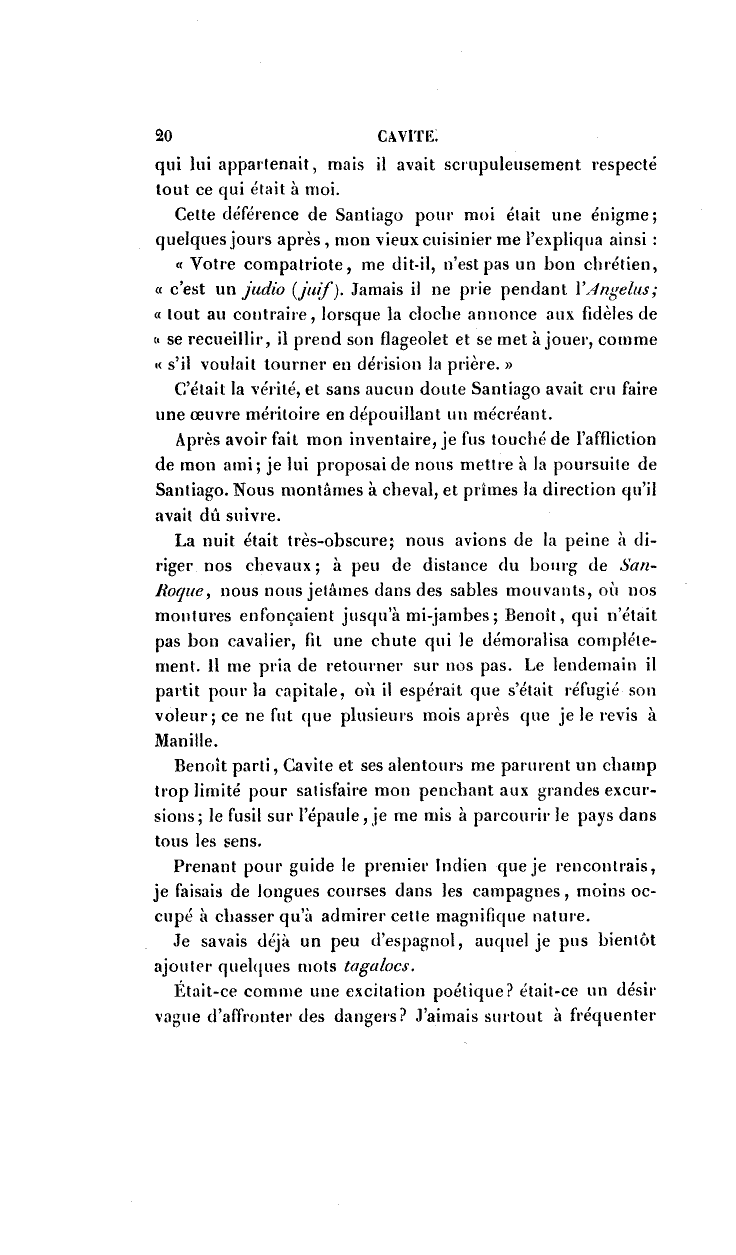 20 CAVITE.
qui lui appartenait, mais il avait scrupuleusement respecté
tout ce qui était à moi.
Cette déférence de Santiago pour moi était une énigme;
quelques jours après, mon vieux cuisinier me l'expliqua ainsi :
« Votre compatriote, me dit-il, n'est pas un bon chrétien,
« c'est un judio (juif). Jamais il ne prie pendant l'Angelus;
« tout au contraire, lorsque la cloche annonce aux fidèles de
« se recueillir, il prend son flageolet et se met à jouer, comme
« s'il voulait tourner en dérision la prière. »
C'était la vérité, et sans aucun doute Santiago avait cru faire
une œuvre méritoire en dépouillant un mécréant.
Après avoir fait mon inventaire, je fus touché de l'affliction
de mon ami; je lui proposai de nous mettre à la poursuite de
Santiago. Nous montâmes à cheval, et prîmes la direction qu'il
avait dû suivre.
La nuit était très-obscure; nous avions de la peine à di-
riger nos chevaux; à peu de distance du bourg de San-
Roque, nous nous jetâmes dans des sables mouvants, où nos
montures enfonçaient jusqu'à mi-jambes; Benoît, qui n'était
pas bon cavalier, fit une chute qui le démoralisa compléte-
ment. Il me pria de retourner sur nos pas. Le lendemain il
partit pour la capitale, où il espérait que s'était réfugié son
voleur; ce ne fut que plusieurs mois après que je le revis à
Manille.
Benoît parti, Cavite et ses alentours me parurent un champ
trop limité pour satisfaire mon penchant aux grandes excur-
sions; le fusil sur l'épaule, je me mis à parcourir le pays dans
tous les sens.
Prenant pour guide le premier Indien que je rencontrais,
je faisais de longues courses dans les campagnes, moins oc-
cupé à chasser qu'à admirer cette magnifique nature.
Je savais déjà un peu d'espagnol, auquel je pus bientôt
ajouter quelques mots tagalocs.
Était-ce comme une excitation poétique? était-ce un désir
vague d'affronter des dangers? J'aimais surtout à fréquenter